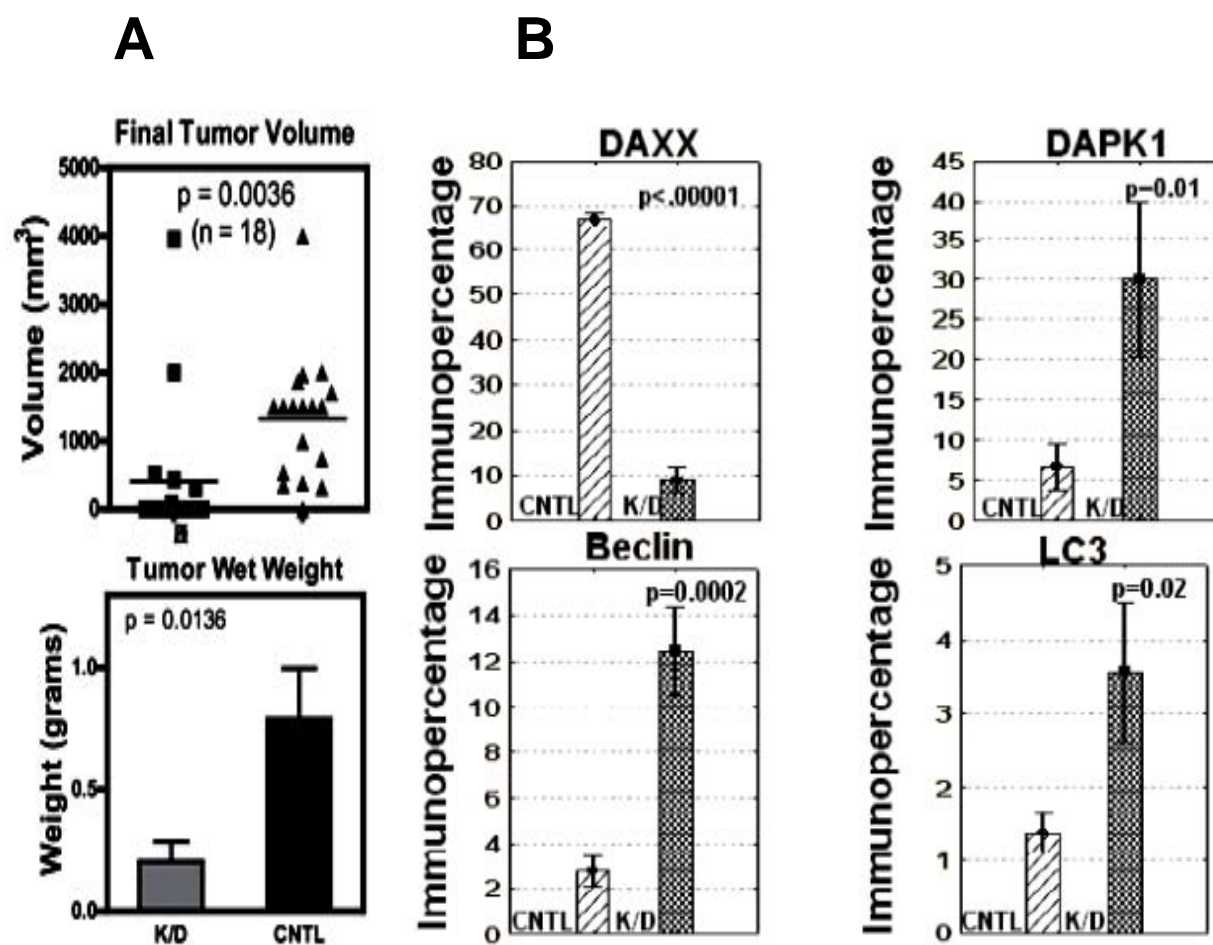 A
B
Final Tumor Volume
Volume (mm³)
5000
4000
3000
2000
1000
0
p = 0.0036
(n = 18)
Tumor Wet Weight
Weight (grams)
1.0
0.5
0.0
p = 0.0136
K/D
CNTL
DAXX
Immunopercentage
80
70
60
50
40
30
20
10
0
p<.00001
CNTL
K/D
DAPK1
Immunopercentage
45
40
35
30
25
20
15
10
5
0
p=0.01
CNTL
K/D
Beclin
Immunopercentage
16
14
12
10
8
6
4
2
0
p=0.0002
CNTL
K/D
LC3
Immunopercentage
5
4
3
2
1
0
p=0.02
CNTL
K/D